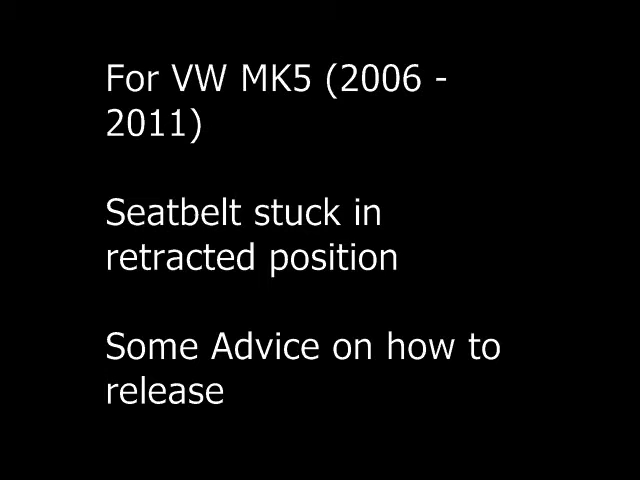 For VW MK5 (2006 -
2011)
Seatbelt stuck in
retracted position
Some Advice on how to
release